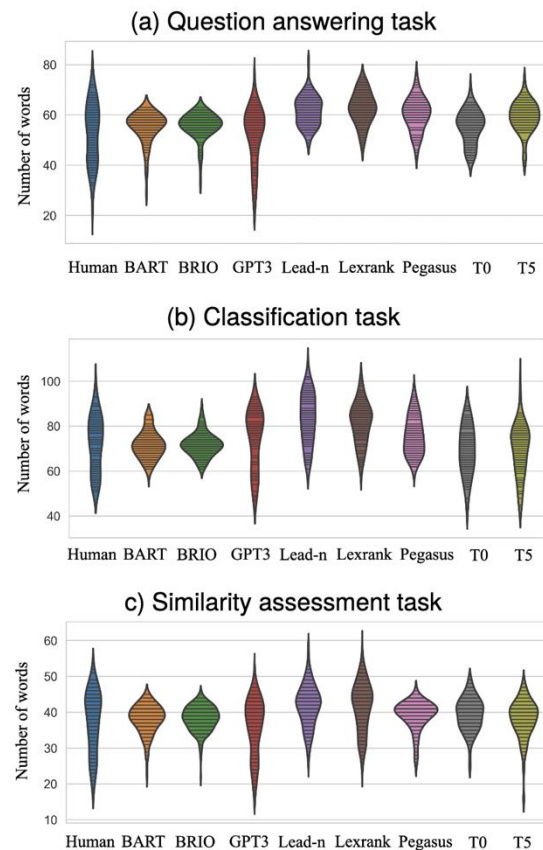 (a) Question answering task
Number of words
80
60
40
20
Human BART BRIO GPT3 Lead-n Lexrank Pegasus T0 T5
(b) Classification task
Number of words
100
80
60
40
Human BART BRIO GPT3 Lead-n Lexrank Pegasus T0 T5
c) Similarity assessment task
Number of words
60
50
40
30
20
10
Human BART BRIO GPT3 Lead-n Lexrank Pegasus T0 T5